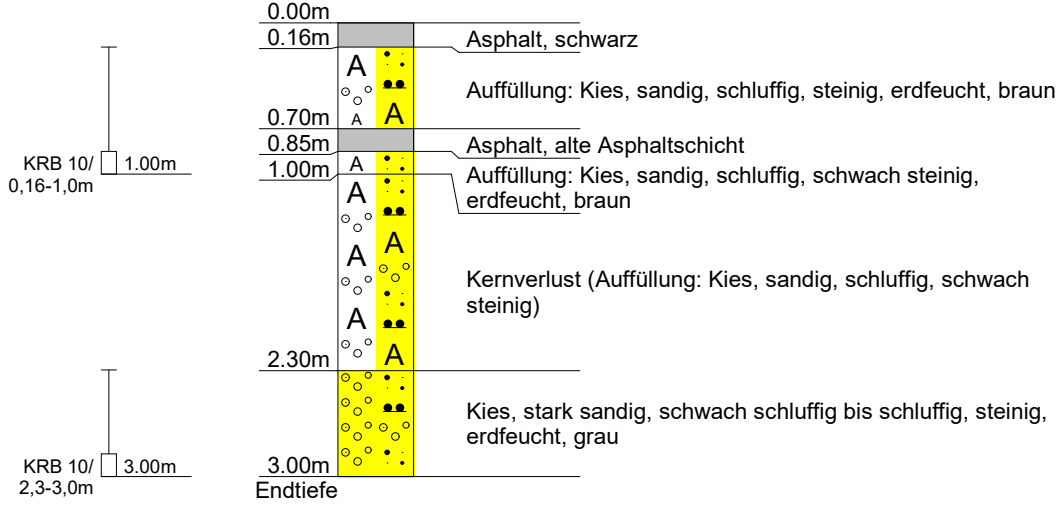 0.00m
0.16m
Asphalt, schwarz
A
Auffüllung: Kies, sandig, schluffig, steinig, erdfeucht, braun
A A
0.70m
0.85m
Asphalt, alte Asphaltschicht
KRB 10/ 1.00m
0,16-1,0m
1.00m
A
Auffüllung: Kies, sandig, schluffig, schwach steinig,
erdfeucht, braun
A
A
A
Kernverlust (Auffüllung: Kies, sandig, schluffig, schwach
steinig)
A
A
2.30m
Kies, stark sandig, schwach schluffig bis schluffig, steinig,
erdfeucht, grau
KRB 10/ 3.00m
2,3-3,0m
3.00m
Endtiefe